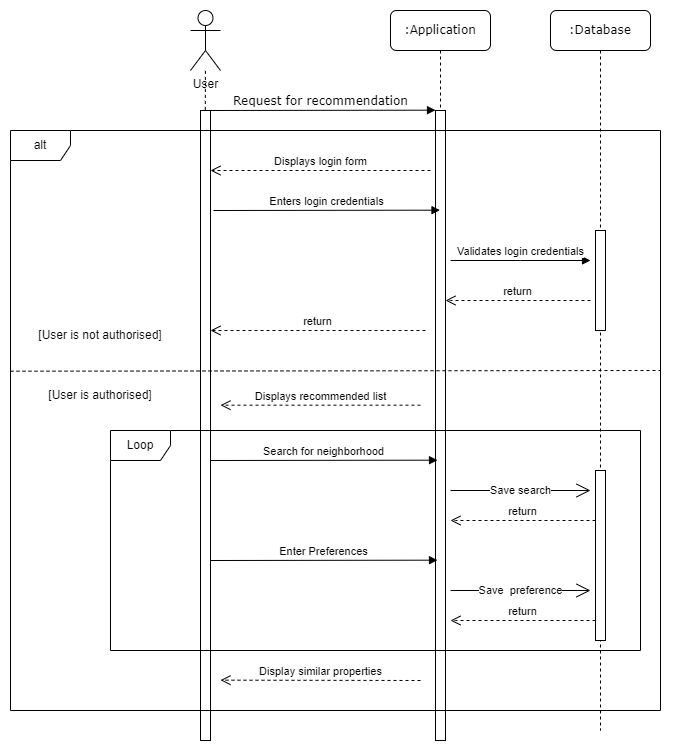 :Application
:Database
User
Request for recommendation
alt
Displays login form
Enters login credentials
Validates login credentials
return
return
[User is not authorised]
[User is authorised]
Displays recommended list
Loop
Search for neighborhood
Save search
return
Enter Preferences
Save preference
return
Display similar properties